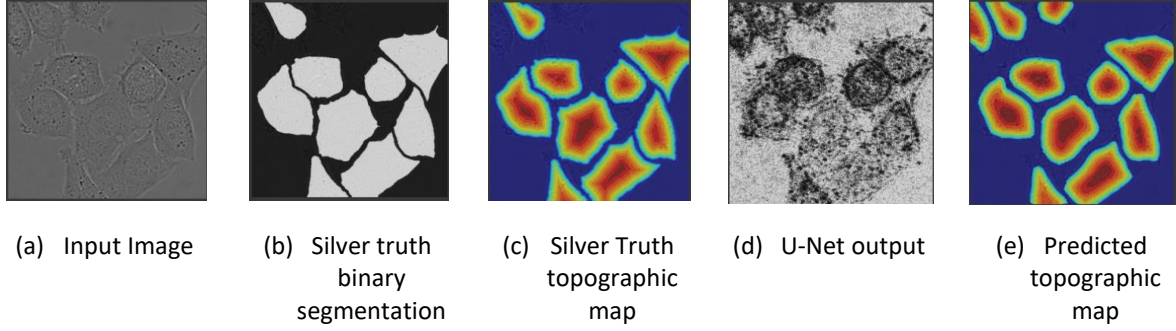 (a) Input Image
(b) Silver truth
binary
segmentation
(c) Silver Truth
topographic
map
(d) U-Net output
(e) Predicted
topographic
map